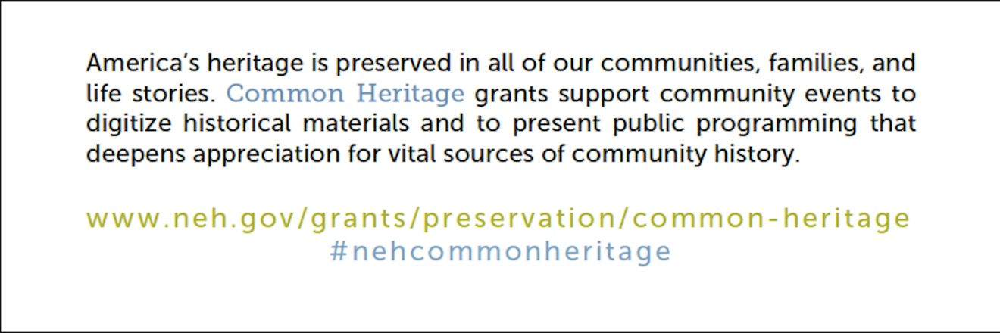 America’s heritage is preserved in all of our communities, families, and
life stories. Common Heritage grants support community events to
digitize historical materials and to present public programming that
deepens appreciation for vital sources of community history.
www.neh.gov/grants/preservation/common-heritage
#nehcommonheritage